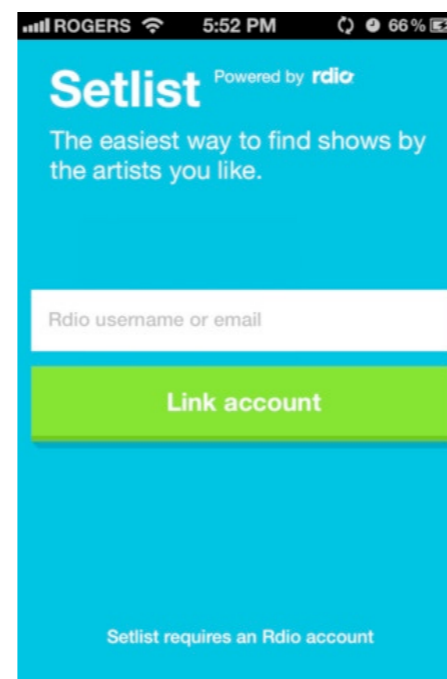 ROGERS 5:52 PM 66%
Setlist Powered by rdio
The easiest way to find shows by
the artists you like.
Rdio username or email
Link account
Setlist requires an Rdio account